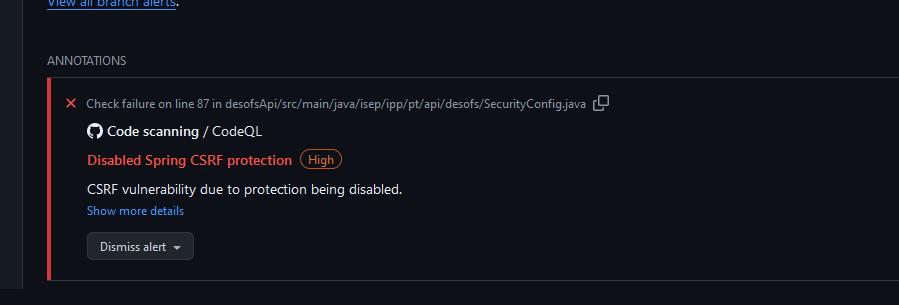 View all branch alerts.
ANNOTATIONS
Check failure on line 87 in desofsApi/src/main/java/isep/ipp/pt/api/desofs/SecurityConfig.java
Code scanning / CodeQL
Disabled Spring CSRF protection High
CSRF vulnerability due to protection being disabled.
Show more details
Dismiss alert